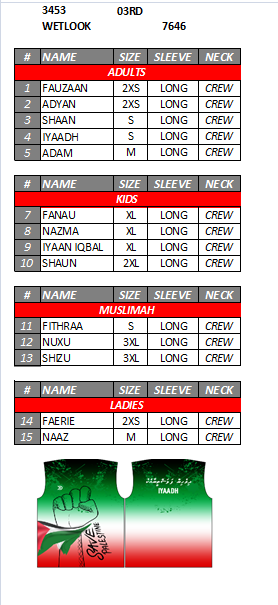 3453 03RD
WETLOOK 7646
# NAME SIZE SLEEVE NECK
ADULTS
1 FAUZAAN 2XS LONG CREW
2 ADYAN 2XS LONG CREW
3 SHAAN S LONG CREW
4 IYAADH S LONG CREW
5 ADAM M LONG CREW
# NAME SIZE SLEEVE NECK
KIDS
7 FANAU XL LONG CREW
8 NAZMA XL LONG CREW
9 IYAAN IQBAL XL LONG CREW
10 SHAUN 2XL LONG CREW
# NAME SIZE SLEEVE NECK
MUSLIMAH
11 FITHRAA S LONG CREW
12 NUXU 3XL LONG CREW
13 SHIZU 3XL LONG CREW
# NAME SIZE SLEEVE NECK
LADIES
14 FAERIE 2XS LONG CREW
15 NAAZ M LONG CREW
IYAADH
SAVE
PALESTINE